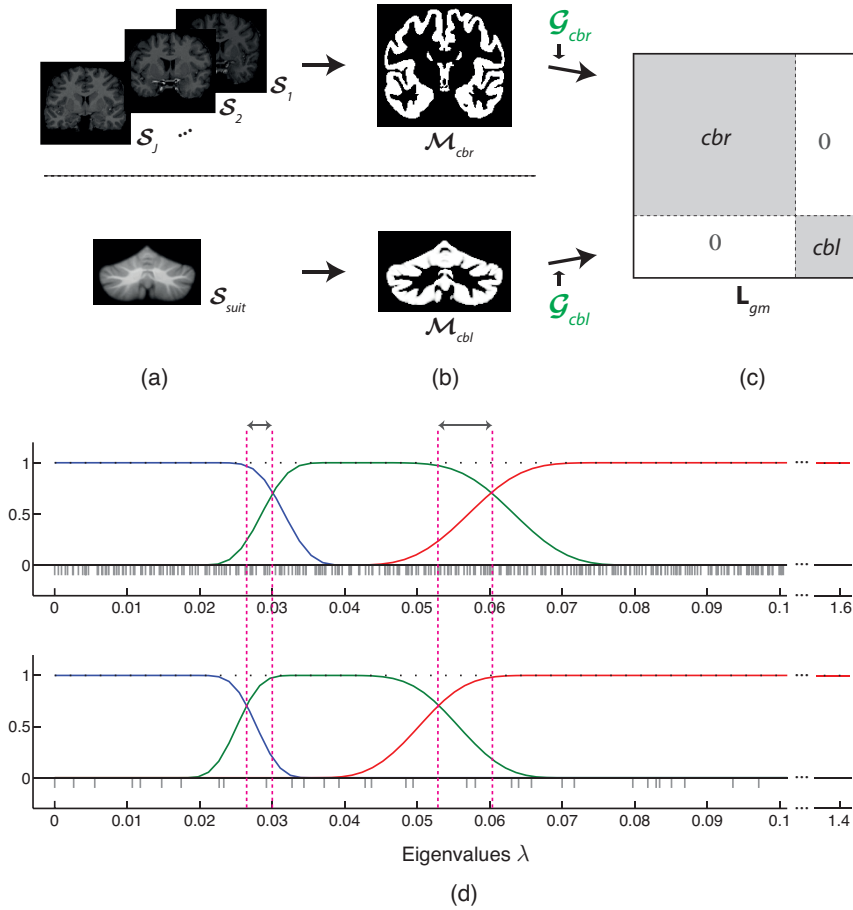 S_J ... S_2 S_1
M_cbr
G_cbr
cbr 0
0 cbl
L_gm
S_suit
M_cbl
G_cbl
(a) (b) (c)
1
0.5
0
0 0.01 0.02 0.03 0.04 0.05 0.06 0.07 0.08 0.09 0.1 ... 1.6
1
0.5
0
0 0.01 0.02 0.03 0.04 0.05 0.06 0.07 0.08 0.09 0.1 ... 1.4
Eigenvalues λ
(d)